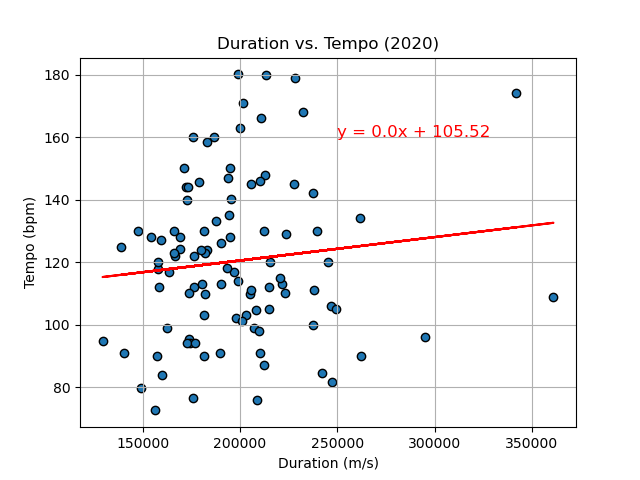 Duration vs. Tempo (2020)
180
160
140
120
100
80
Tempo (bpm)
y = 0.0x + 105.52
150000 200000 250000 300000 350000
Duration (m/s)